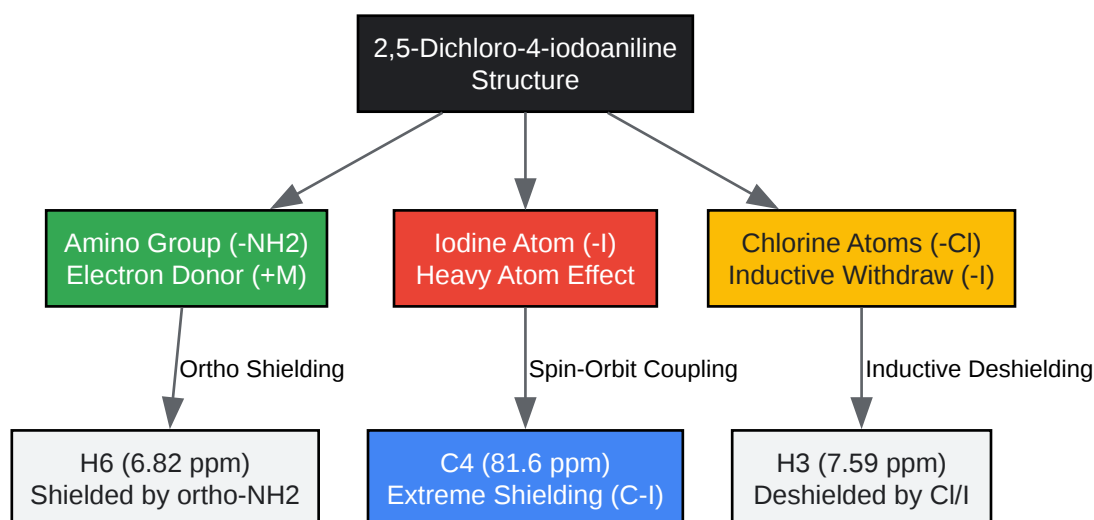 2,5-Dichloro-4-iodoaniline
Structure
Amino Group (-NH2)
Electron Donor (+M)
Iodine Atom (-I)
Heavy Atom Effect
Chlorine Atoms (-Cl)
Inductive Withdraw (-I)
Ortho Shielding
Spin-Orbit Coupling
Inductive Deshielding
H6 (6.82 ppm)
Shielded by ortho-NH2
C4 (81.6 ppm)
Extreme Shielding (C-I)
H3 (7.59 ppm)
Deshielded by Cl/I